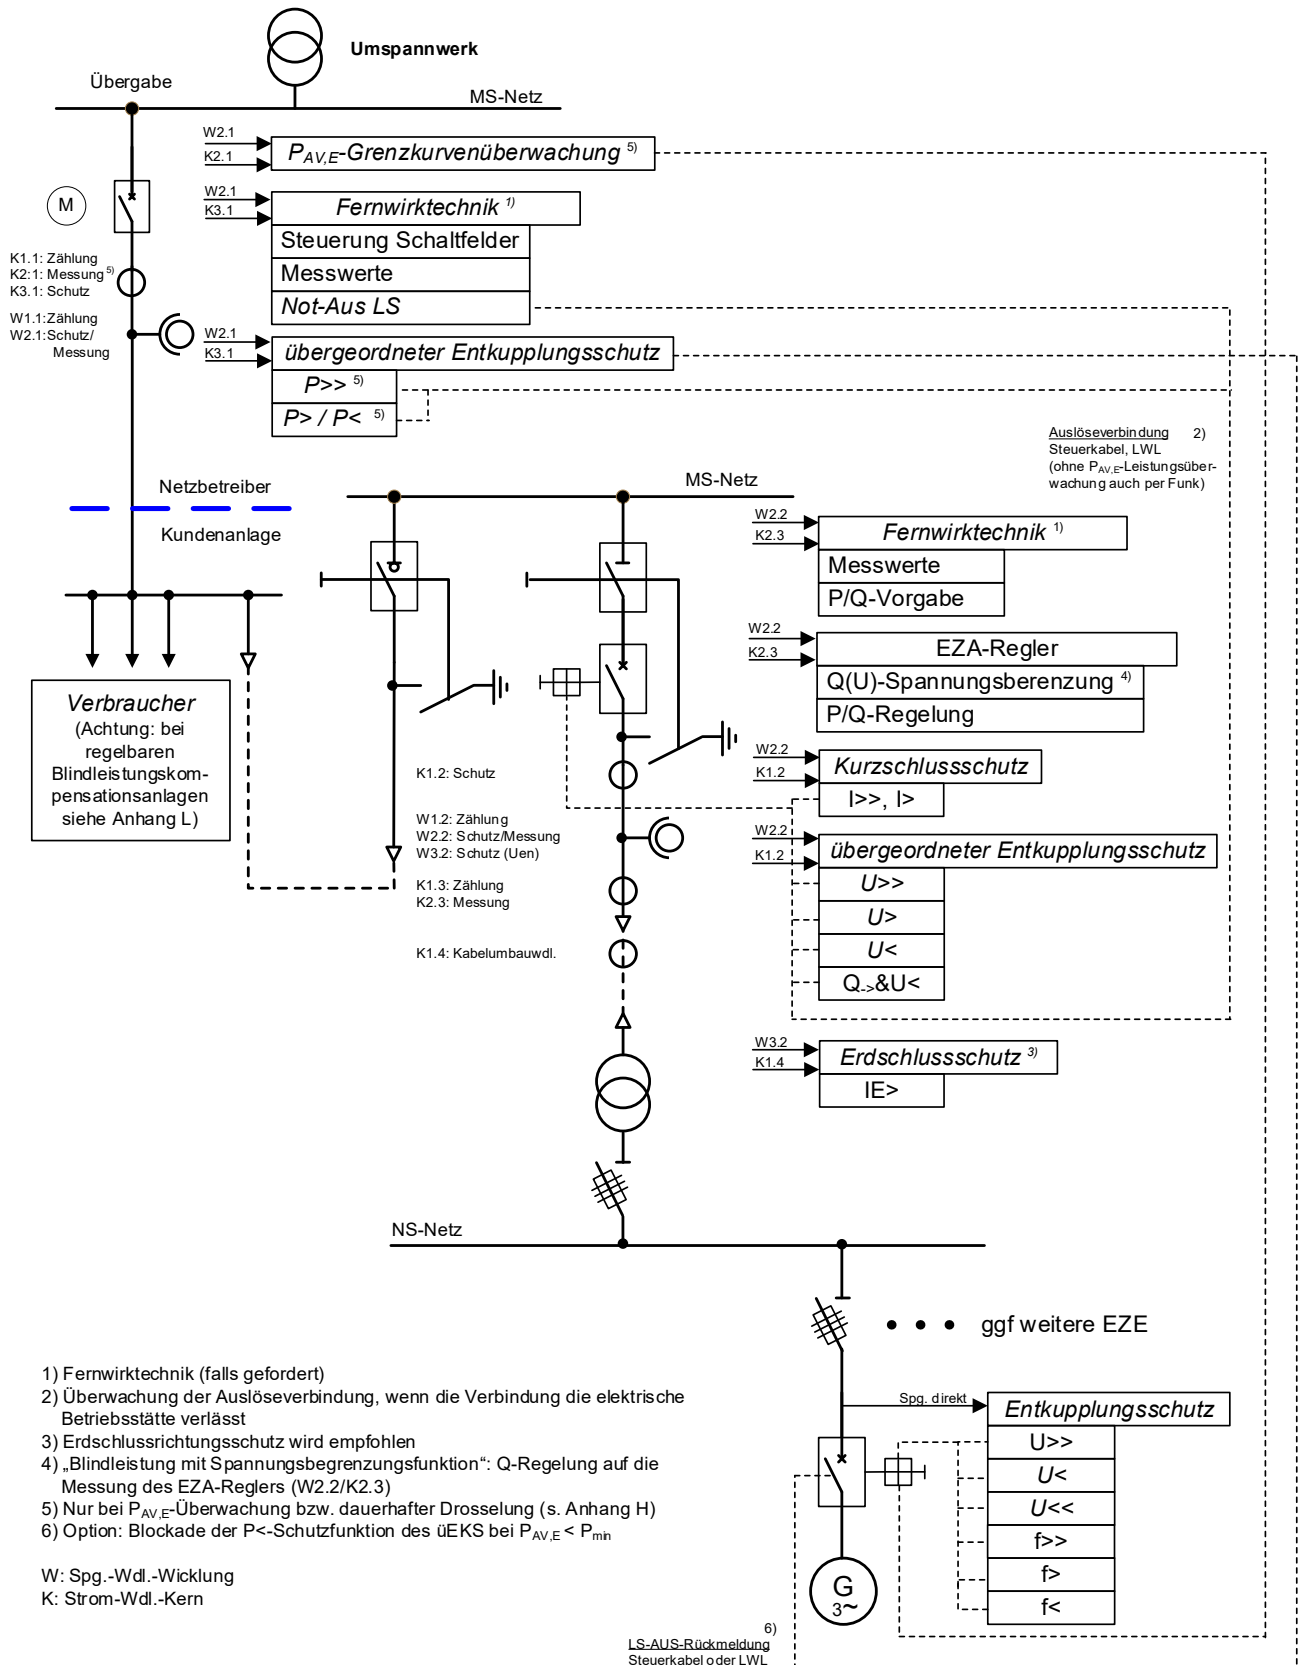 Umspannwerk
Übergabe
MS-Netz
W2.1
K2.1
P_AV,E-Grenzkurvenüberwachung 5)
M
W2.1
K3.1
Fernwirktechnik 1)
Steuerung Schaltfelder
Messwerte
Not-Aus LS
K1.1: Zählung
K2:1: Messung 5)
K3.1: Schutz
W1.1:Zählung
W2.1:Schutz/
Messung
W2.1
K3.1
übergeordneter Entkupplungsschutz
P>> 5)
P> / P< 5)
Auslöseverbindung 2)
Steuerkabel, LWL
(ohne P_AV,E-Leistungsüber-
wachung auch per Funk)
Netzbetreiber
Kundenanlage
MS-Netz
W2.2
K2.3
Fernwirktechnik 1)
Messwerte
P/Q-Vorgabe
W2.2
K2.3
EZA-Regler
Q(U)-Spannungsberenzung 4)
P/Q-Regelung
Verbraucher
(Achtung: bei
regelbaren
Blindleistungskom-
pensationsanlagen
siehe Anhang L)
K1.2: Schutz
W1.2: Zählung
W2.2: Schutz/Messung
W3.2: Schutz (Uen)
K1.3: Zählung
K2.3: Messung
K1.4: Kabelumbauwdl.
W2.2
K1.2
Kurzschlussschutz
I>>, I>
W2.2
K1.2
übergeordneter Entkupplungsschutz
U>>
U>
U<
Q->&U<
W3.2
K1.4
Erdschlussschutz 3)
IE>
NS-Netz
ggf weitere EZE
Spg. direkt
Entkupplungsschutz
U>>
U<
U<<
f>>
f>
f<
G
3~
1) Fernwirktechnik (falls gefordert)
2) Überwachung der Auslöseverbindung, wenn die Verbindung die elektrische
Betriebsstätte verlässt
3) Erdschlussrichtungsschutz wird empfohlen
4) „Blindleistung mit Spannungsbegrenzungsfunktion“: Q-Regelung auf die
Messung des EZA-Reglers (W2.2/K2.3)
5) Nur bei P_AV,E-Überwachung bzw. dauerhafter Drosselung (s. Anhang H)
6) Option: Blockade der P<-Schutzfunktion des üEKS bei P_AV,E < P_min
W: Spg.-Wdl.-Wicklung
K: Strom-Wdl.-Kern
6)
LS-AUS-Rückmeldung
Steuerkabel oder LWL